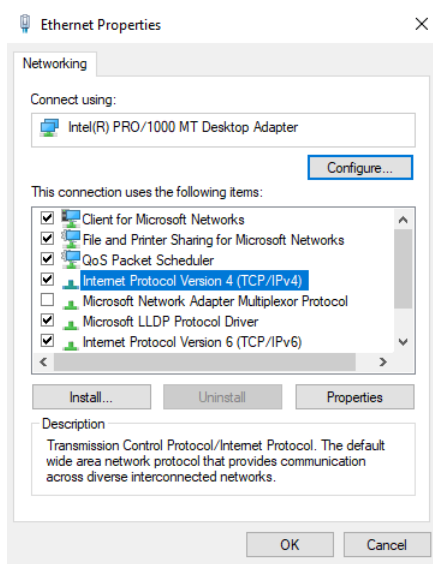 Ethernet Properties
Networking
Connect using:
Intel(R) PRO/1000 MT Desktop Adapter
Configure...
This connection uses the following items:
Client for Microsoft Networks
File and Printer Sharing for Microsoft Networks
QoS Packet Scheduler
Internet Protocol Version 4 (TCP/IPv4)
Microsoft Network Adapter Multiplexor Protocol
Microsoft LLDP Protocol Driver
Internet Protocol Version 6 (TCP/IPv6)
Install... Uninstall Properties
Description
Transmission Control Protocol/Internet Protocol. The default
wide area network protocol that provides communication
across diverse interconnected networks.
OK Cancel